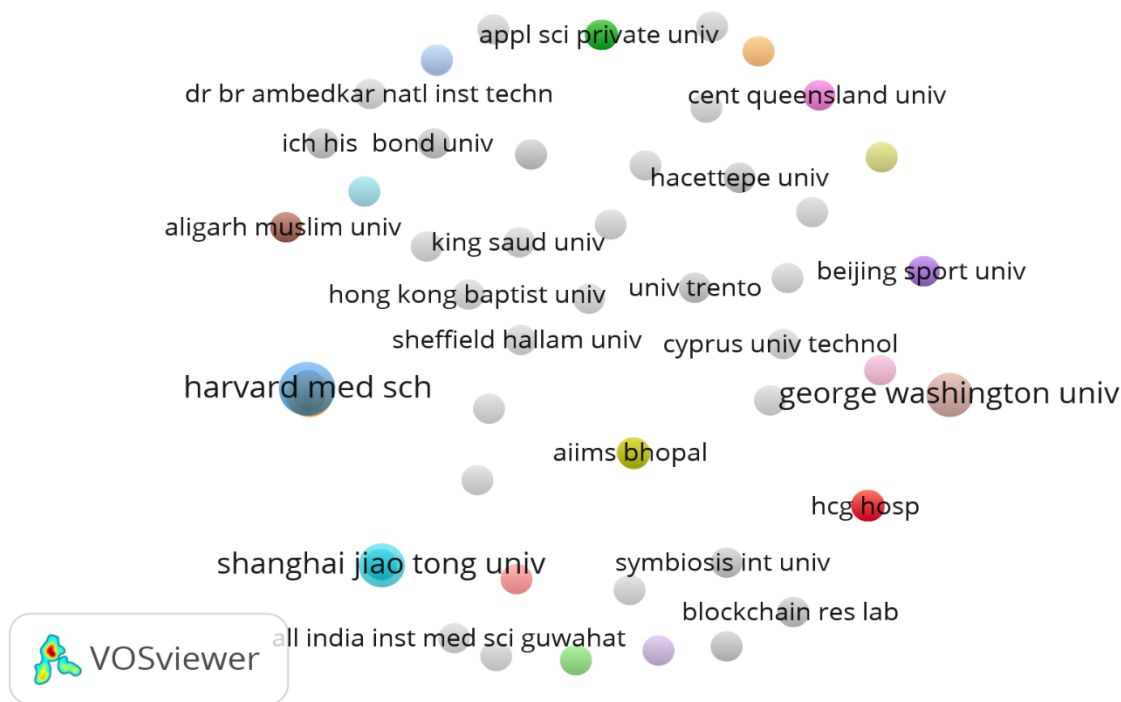 appl sci private univ
dr br ambedkar natl inst techn
cent queensland univ
ich his bond univ
hacettepe univ
aligarh muslim univ
king saud univ
beijing sport univ
hong kong baptist univ
univ trento
sheffield hallam univ
cyprus univ technol
harvard med sch
george washington univ
aiims bhopal
hcg hosp
shanghai jiao tong univ
symbiosis int univ
blockchain res lab
all india inst med sci guwahat
VOSviewer